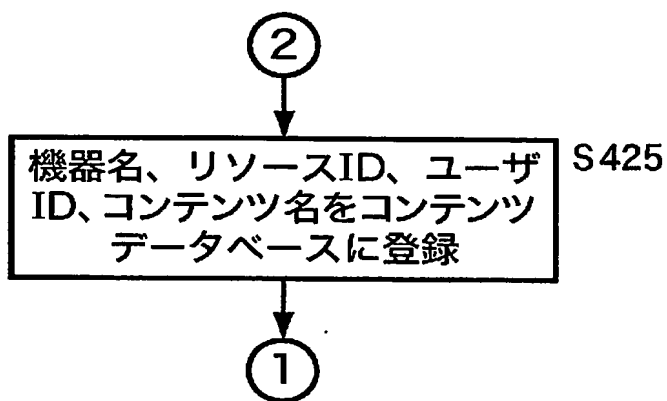 2
機器名、リソースID、ユーザ
ID、コンテンツ名をコンテンツ
データベースに登録
S425
1